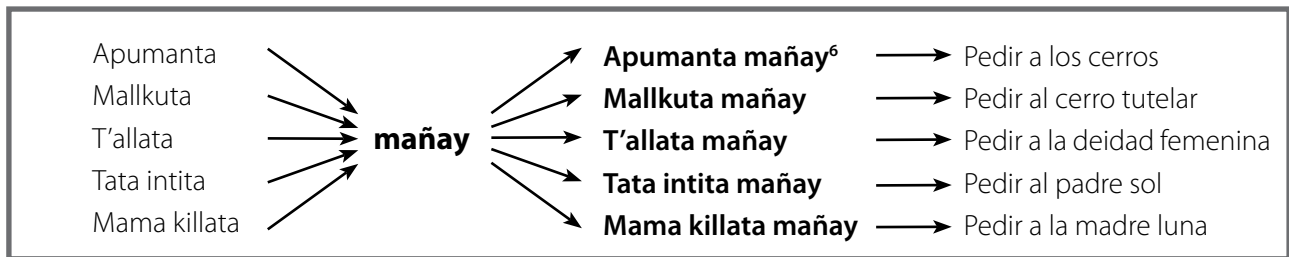 Apumanta mañay Apumanta mañay⁶ Pedir a los cerros
Mallkuta Mallkuta mañay Pedir al cerro tutelar
T’allata mañay T’allata mañay Pedir a la deidad femenina
Tata intita Tata intita mañay Pedir al padre sol
Mama killata Mama killata mañay Pedir a la madre luna